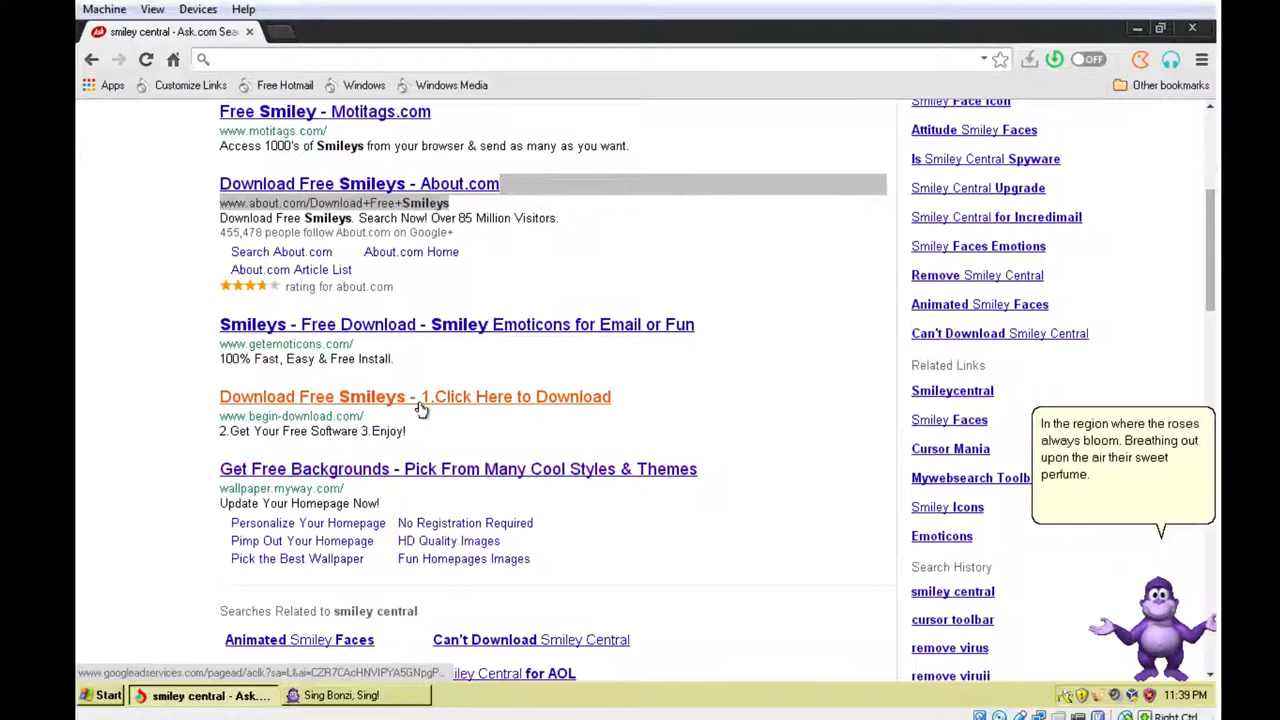 Machine View Devices Help
smiley central - Ask.com Sea
OFF
Apps Customize Links Free Hotmail Windows Windows Media Other bookmarks
Free Smiley - Motitags.com
www.motitags.com/
Access 1000's of Smileys from your browser & send as many as you want.
Download Free Smileys - About.com
www.about.com/Download+Free+Smileys
Download Free Smileys. Search Now! Over 85 Million Visitors.
455,478 people follow About.com on Google+
Search About.com About.com Home
About.com Article List
rating for about.com
Smileys - Free Download - Smiley Emoticons for Email or Fun
www.getemoticons.com/
100% Fast, Easy & Free Install.
Download Free Smileys - 1.Click Here to Download
www.begin-download.com/
2.Get Your Free Software 3.Enjoy!
Get Free Backgrounds - Pick From Many Cool Styles & Themes
wallpaper.myway.com/
Update Your Homepage Now!
Personalize Your Homepage No Registration Required
Pimp Out Your Homepage HD Quality Images
Pick the Best Wallpaper Fun Homepages Images
Searches Related to smiley central
Animated Smiley Faces Can't Download Smiley Central
iley Central for AOL
Smiley Face Icon
Attitude Smiley Faces
Is Smiley Central Spyware
Smiley Central Upgrade
Smiley Central for Incredimail
Smiley Faces Emotions
Remove Smiley Central
Animated Smiley Faces
Can't Download Smiley Central
Related Links
Smileycentral
Smiley Faces
Cursor Mania
Mywebsearch Toolb
Smiley Icons
Emoticons
Search History
smiley central
cursor toolbar
remove virus
remove viruii
In the region where the roses
always bloom. Breathing out
upon the air their sweet
perfume.
Start smiley central - Ask.... Sing Bonzi, Sing! 11:39 PM
Right Ctrl